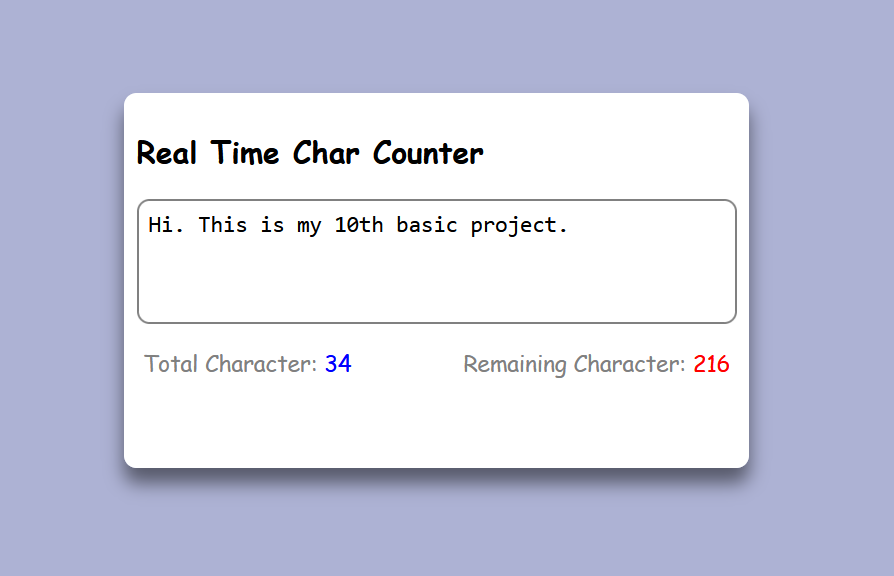 Real Time Char Counter
Hi. This is my 10th basic project.
Total Character: 34 Remaining Character: 216